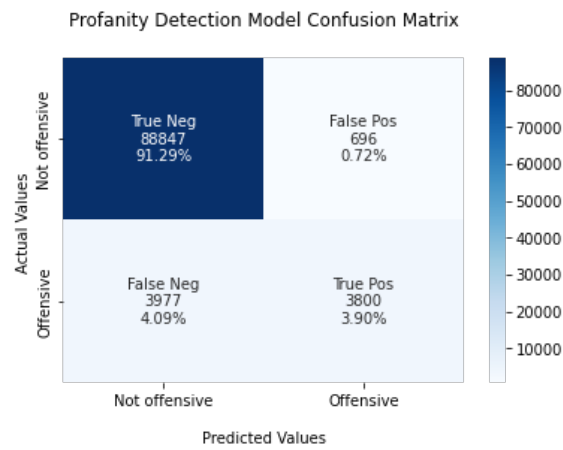 Profanity Detection Model Confusion Matrix
True Neg
88847
91.29%
False Pos
696
0.72%
False Neg
3977
4.09%
True Pos
3800
3.90%
Not offensive
Offensive
Actual Values
Not offensive
Offensive
Predicted Values
80000
70000
60000
50000
40000
30000
20000
10000